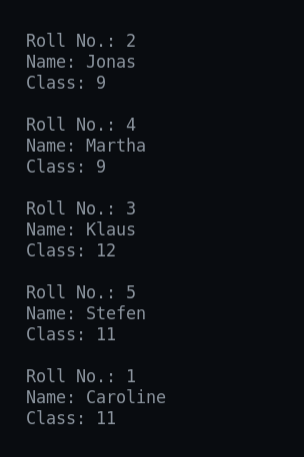 Roll No.: 2
Name: Jonas
Class: 9
Roll No.: 4
Name: Martha
Class: 9
Roll No.: 3
Name: Klaus
Class: 12
Roll No.: 5
Name: Stefen
Class: 11
Roll No.: 1
Name: Caroline
Class: 11